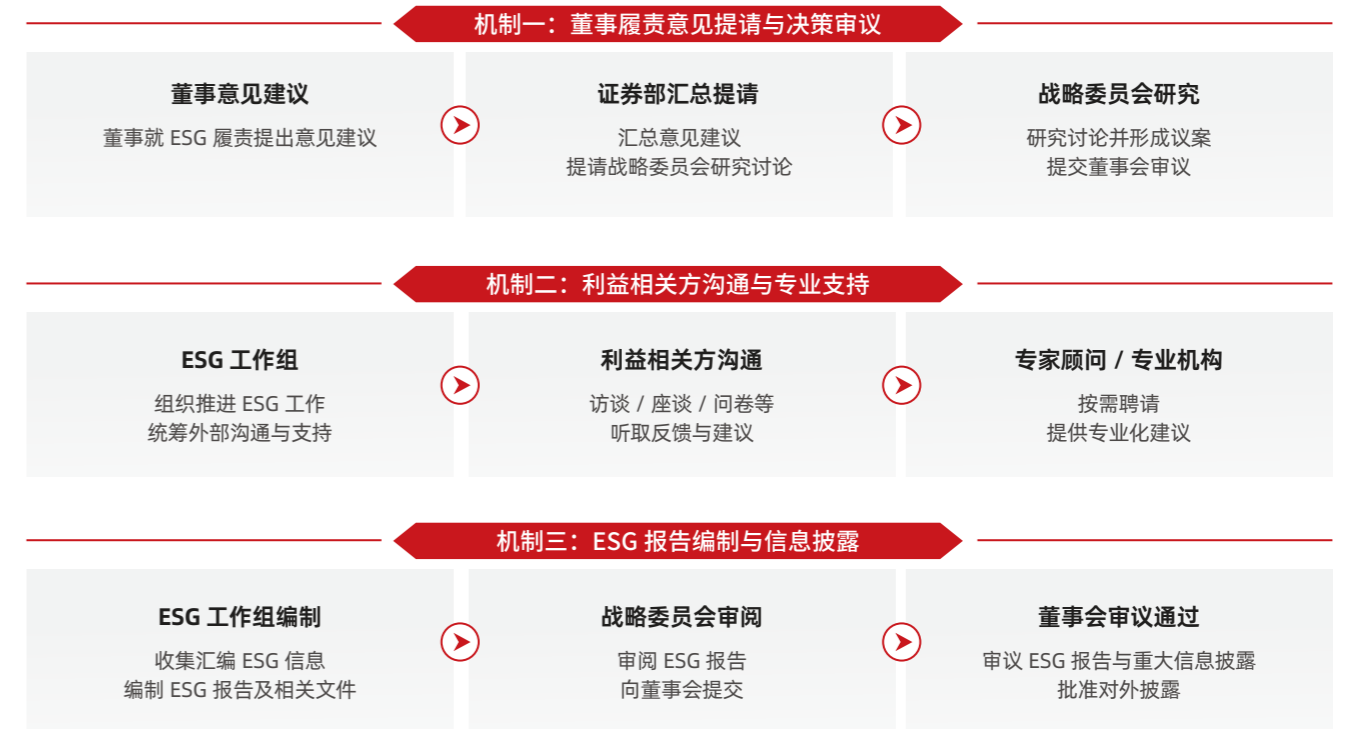 机制一：董事履责意见提请与决策审议
董事意见建议
董事就 ESG 履责提出意见建议
证券部汇总提请
汇总意见建议
提请战略委员会研究讨论
战略委员会研究
研究讨论并形成议案
提交董事会审议
机制二：利益相关方沟通与专业支持
ESG 工作组
组织推进 ESG 工作
统筹外部沟通与支持
利益相关方沟通
访谈 / 座谈 / 问卷等
听取反馈与建议
专家顾问 / 专业机构
按需聘请
提供专业化建议
机制三：ESG 报告编制与信息披露
ESG 工作组编制
收集汇编 ESG 信息
编制 ESG 报告及相关文件
战略委员会审阅
审阅 ESG 报告
向董事会提交
董事会审议通过
审议 ESG 报告与重大信息披露
批准对外披露